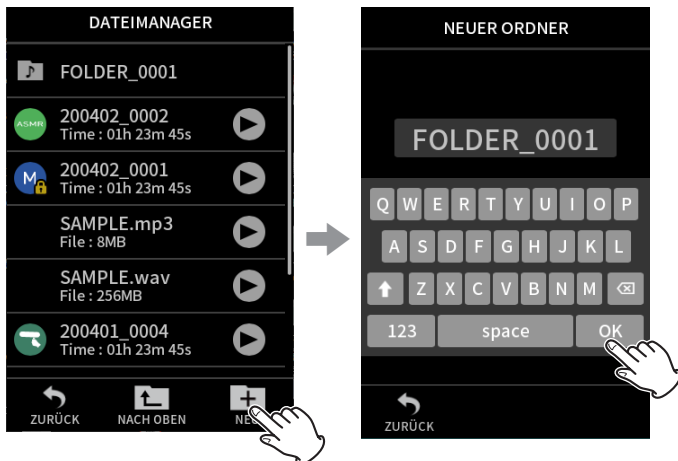 DATEIMANAGER
FOLDER_0001
ASMR
200402_0002
Time : 01h 23m 45s
M
200402_0001
Time : 01h 23m 45s
SAMPLE.mp3
File : 8MB
SAMPLE.wav
File : 256MB
200401_0004
Time : 01h 23m 45s
ZURÜCK NACH OBEN
NEUER ORDNER
FOLDER_0001
Q W E R T Y U I O P
A S D F G H J K L
Z X C V B N M
123 space OK
ZURÜCK